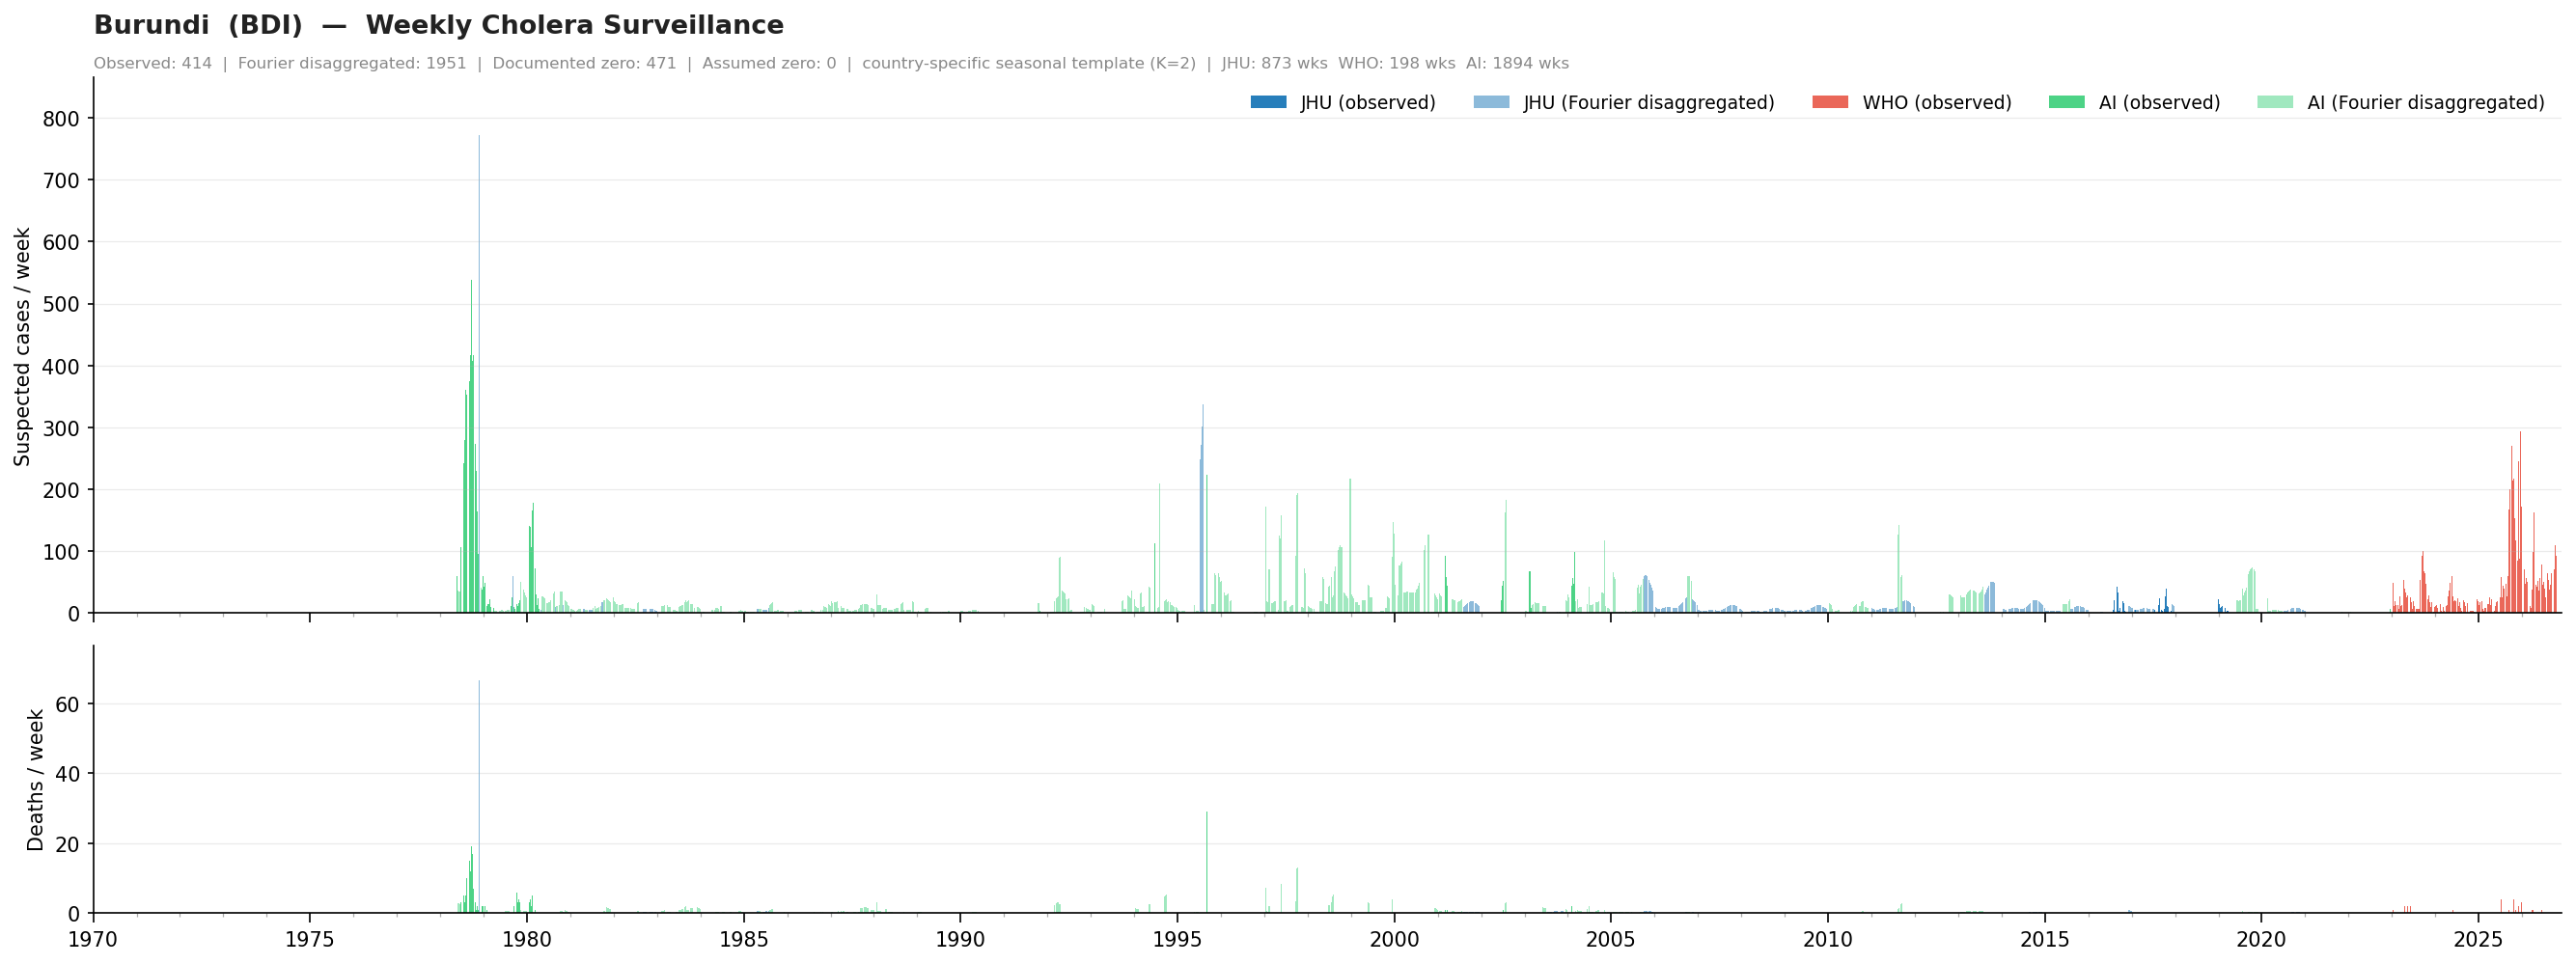 Burundi  (BDI)  —  Weekly Cholera Surveillance
Observed: 414  |  Fourier disaggregated: 1951  |  Documented zero: 471  |  Assumed zero: 0  |  country-specific seasonal template (K=2)  |  JHU: 873 wks  WHO: 198 wks  AI: 1894 wks
JHU (observed)
JHU (Fourier disaggregated)
WHO (observed)
AI (observed)
AI (Fourier disaggregated)
Suspected cases / week
800
700
600
500
400
300
200
100
0
Deaths / week
60
40
20
0
1970
1975
1980
1985
1990
1995
2000
2005
2010
2015
2020
2025